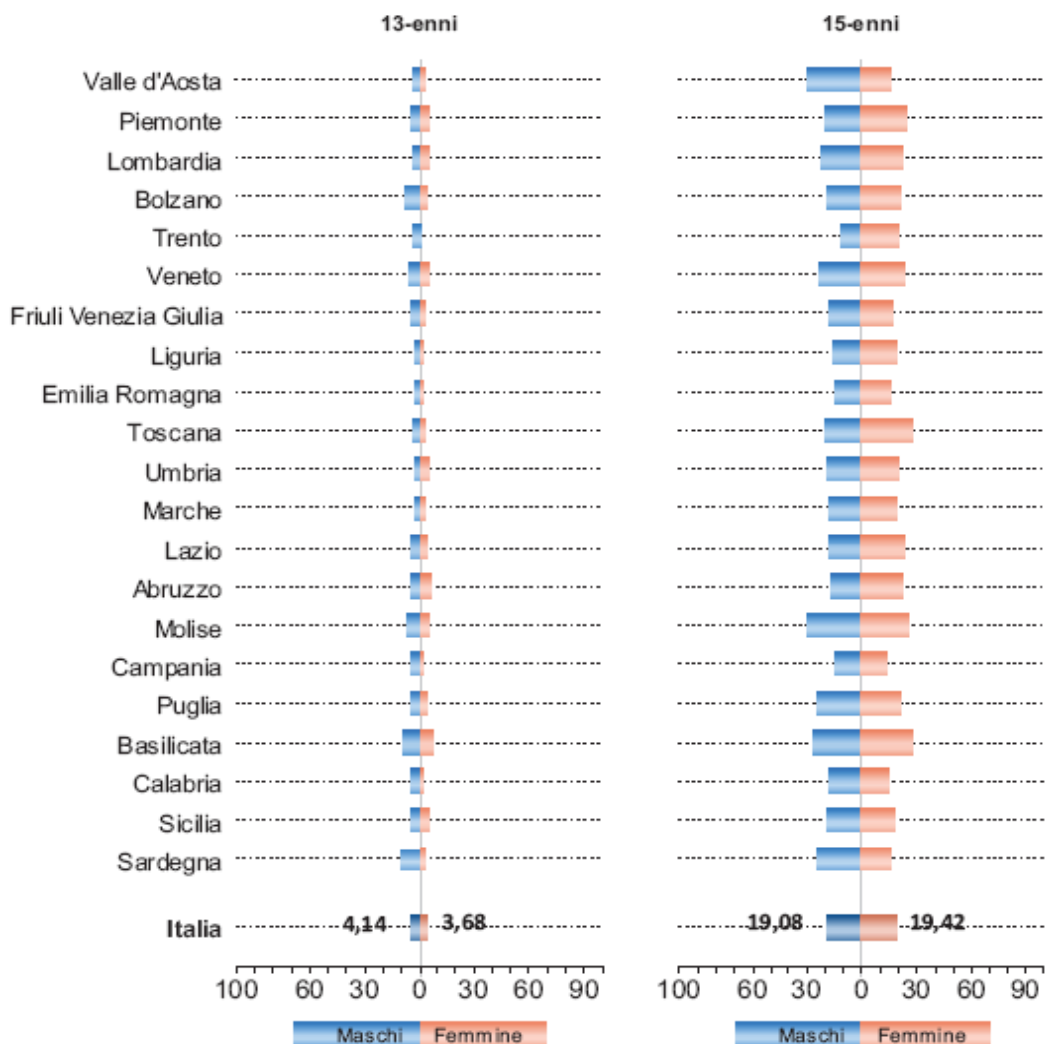 13-enni 15-enni
Valle d'Aosta
Piemonte
Lombardia
Bolzano
Trento
Veneto
Friuli Venezia Giulia
Liguria
Emilia Romagna
Toscana
Umbria
Marche
Lazio
Abruzzo
Molise
Campania
Puglia
Basilicata
Calabria
Sicilia
Sardegna
Italia 4,14 3,68 19,08 19,42
100 60 30 0 30 60 90 100 60 30 0 30 60 90
Maschi Femmine Maschi Femmine